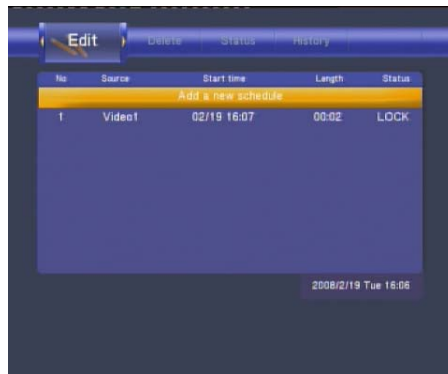 Edit Delete Status History
No Source Start time Length Status
Add a new schedule
1 Video1 02/19 16:07 00:02 LOCK
2008/2/19 Tue 16:06